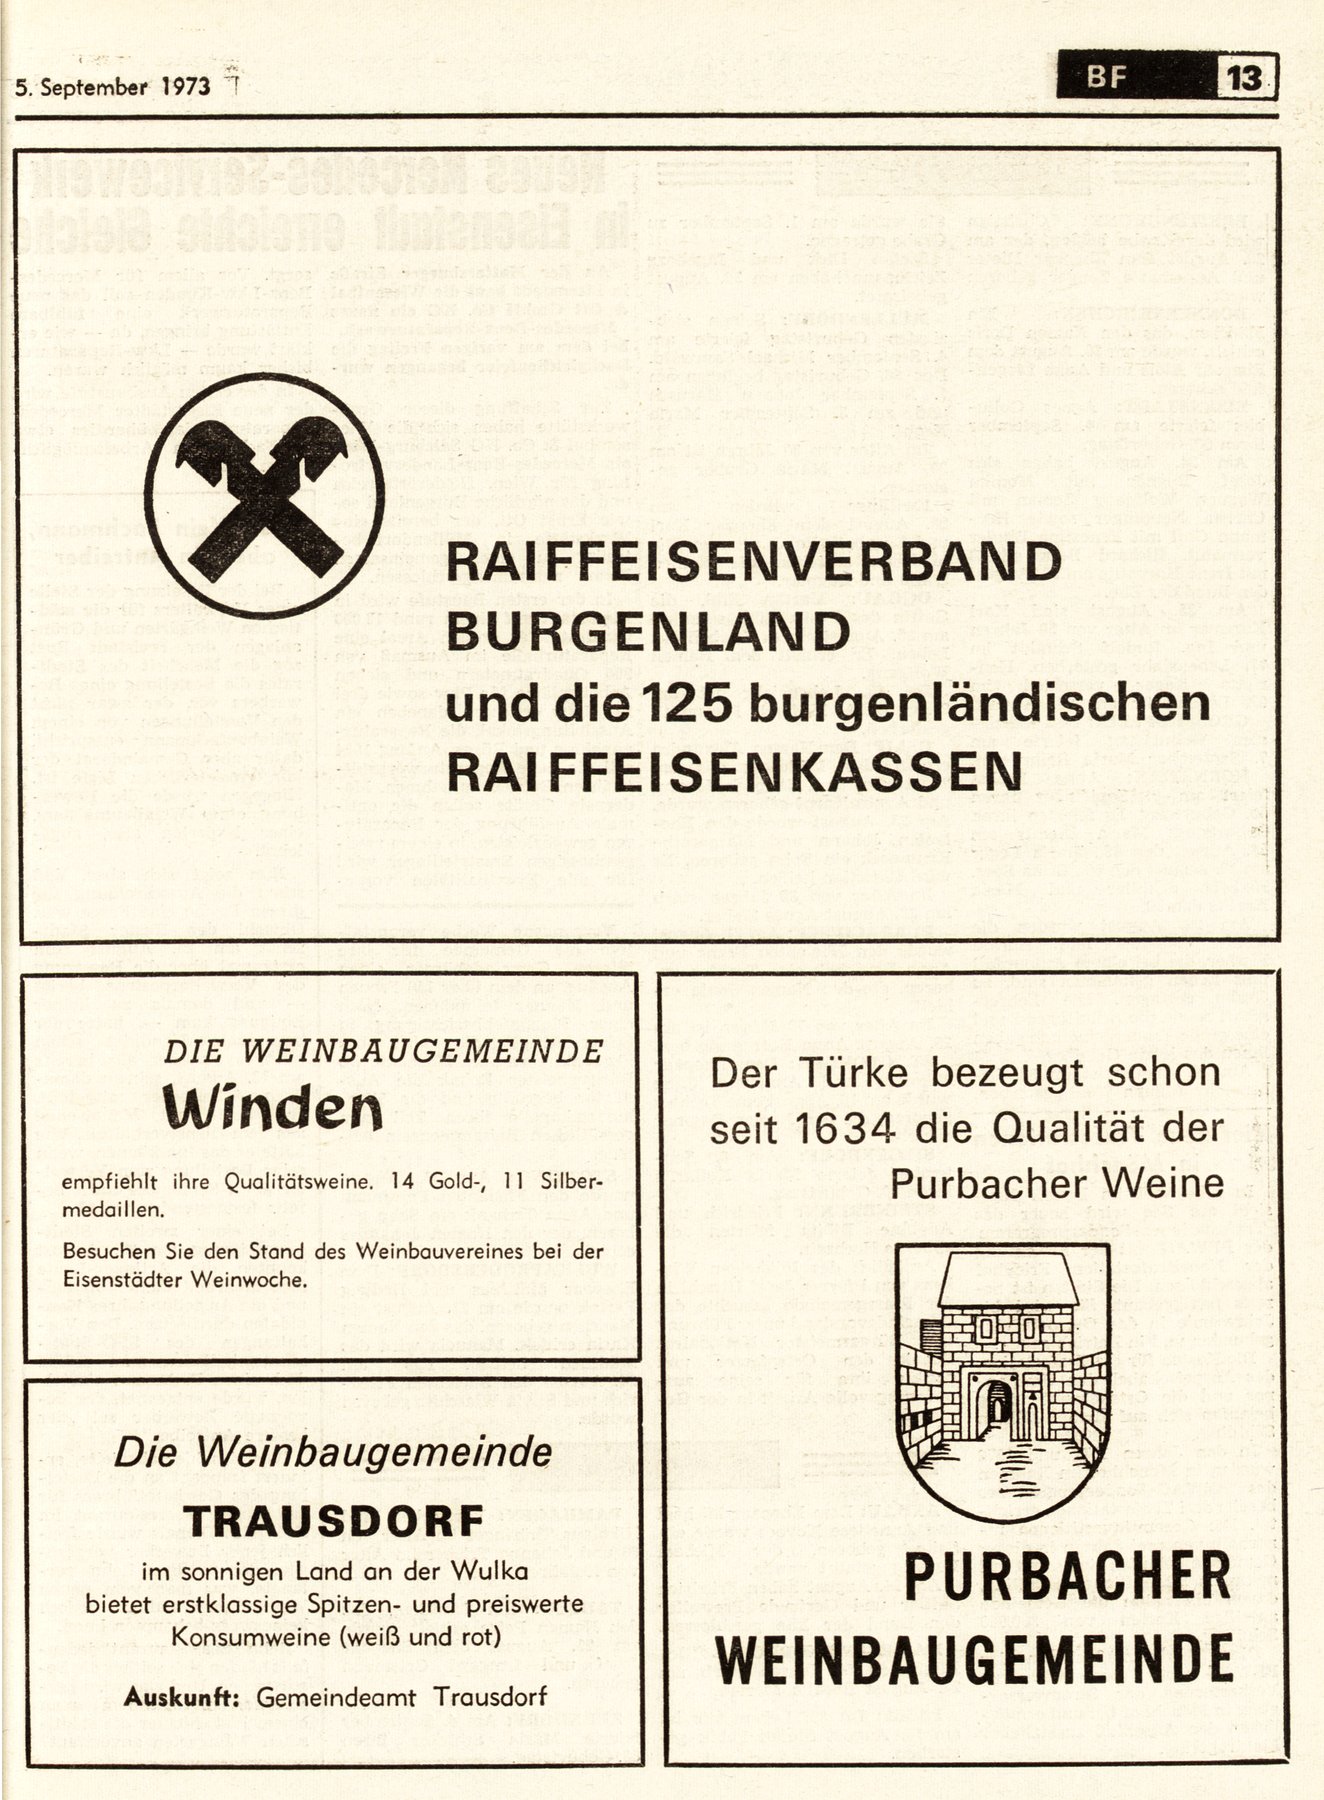 5. September 1973
BF 13
RAIFFEISENVERBAND
BURGENLAND
und die 125 burgenländischen
RAIFFEISENKASSEN
DIE WEINBAUGEMEINDE
Winden
empfiehlt ihre Qualitätsweine. 14 Gold-, 11 Silber-
medaillen.
Besuchen Sie den Stand des Weinbauvereines bei der
Eisenstädter Weinwoche.
Die Weinbaugemeinde
TRAUSDORF
im sonnigen Land an der Wulka
bietet erstklassige Spitzen- und preiswerte
Konsumweine (weiß und rot)
Auskunft: Gemeindeamt Trausdorf
Der Türke bezeugt schon
seit 1634 die Qualität der
Purbacher Weine
PURBACHER
WEINBAUGEMEINDE